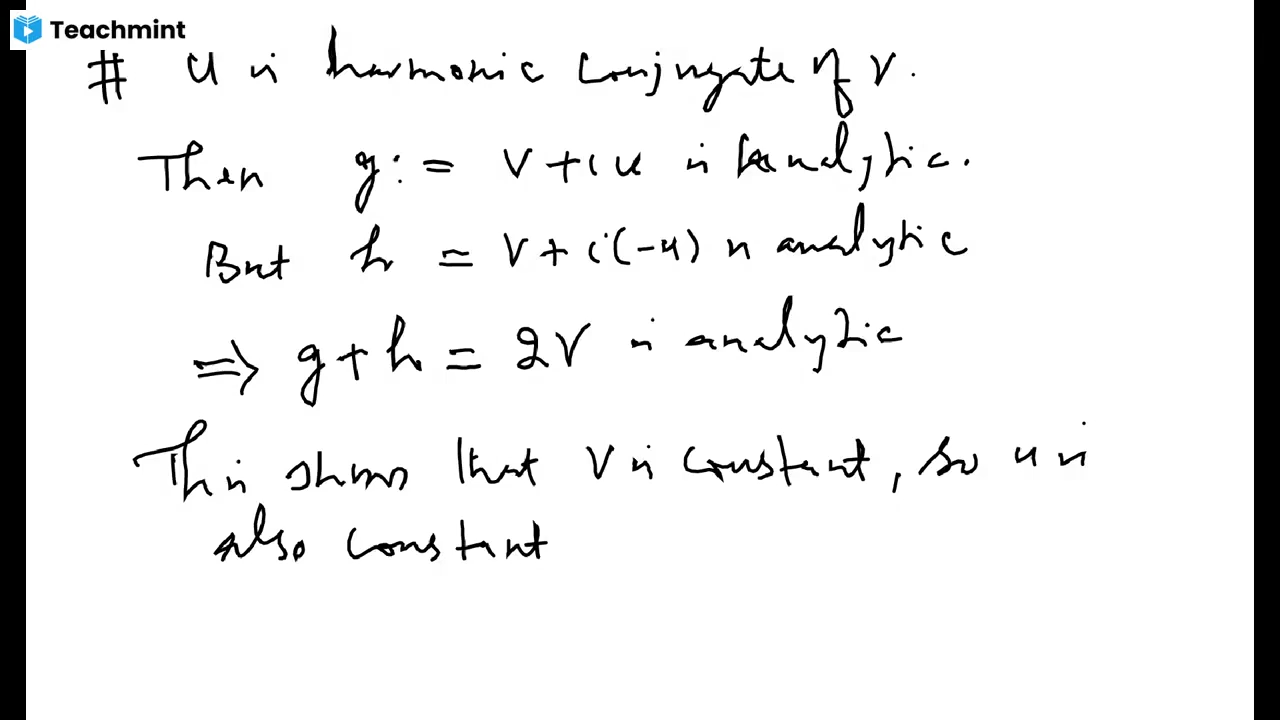 Teachmint
# u is harmonic conjugate of v.
Then g := v + i u is analytic.
But h = v + i(-u) is analytic
⇒ g + h = 2v is analytic
This shows that v is constant, so u is
also constant